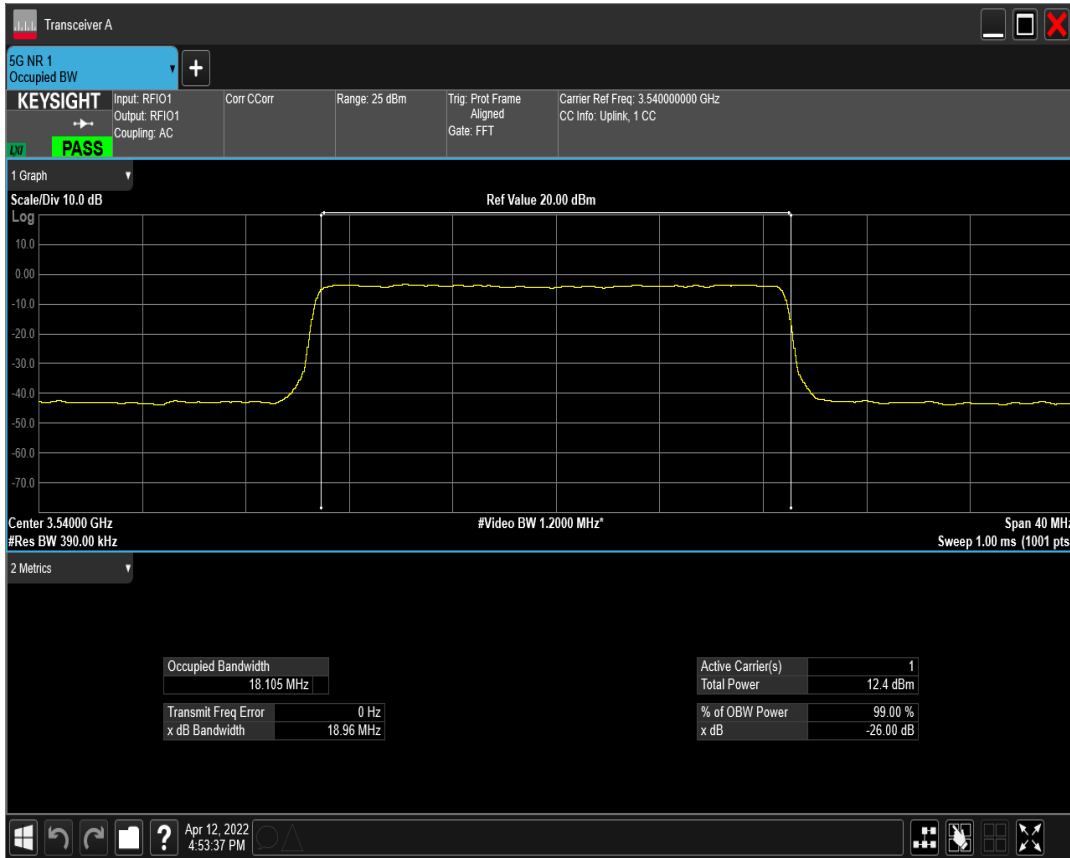 Transceiver A
5G NR 1
Occupied BW
+
KEYSIGHT
LXI
PASS
Input: RFIO1
Output: RFIO1
Coupling: AC
Corr CCorr
Range: 25 dBm
Trig: Prot Frame
Aligned
Gate: FFT
Carrier Ref Freq: 3.540000000 GHz
CC Info: Uplink, 1 CC
1 Graph
Scale/Div 10.0 dB
Ref Value 20.00 dBm
Log
10.0
0.00
-10.0
-20.0
-30.0
-40.0
-50.0
-60.0
-70.0
Center 3.54000 GHz
#Video BW 1.2000 MHz*
Span 40 MHz
#Res BW 390.00 kHz
Sweep 1.00 ms (1001 pts
2 Metrics
Occupied Bandwidth
18.105 MHz
Transmit Freq Error 0 Hz
x dB Bandwidth 18.96 MHz
Active Carrier(s) 1
Total Power 12.4 dBm
% of OBW Power 99.00 %
x dB -26.00 dB
?
Apr 12, 2022
4:53:37 PM